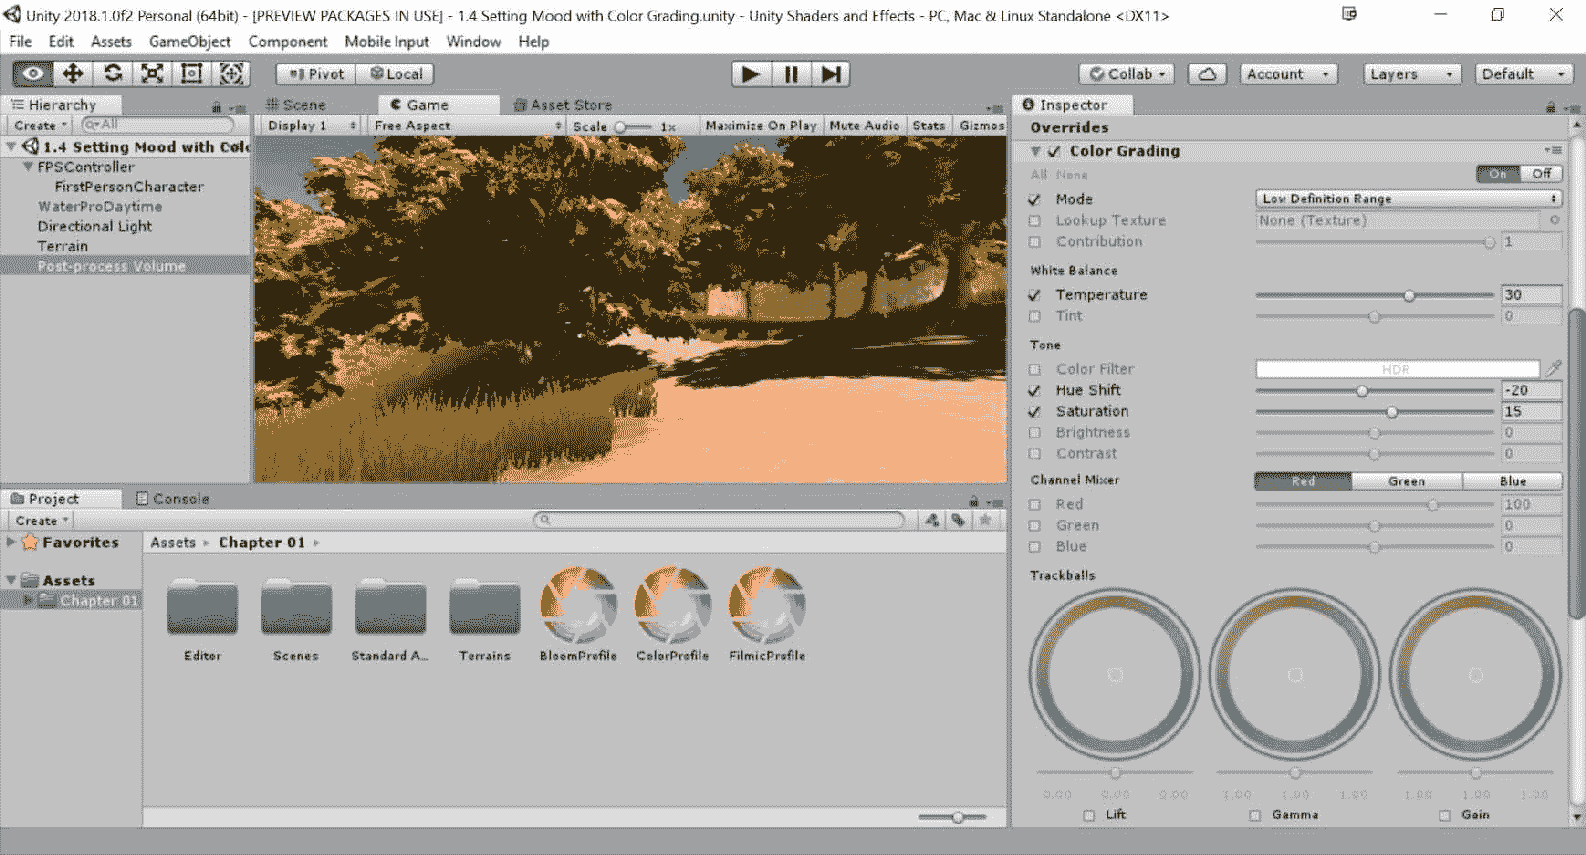 Unity 2018.1.0f2 Personal (64bit) - [PREVIEW PACKAGES IN USE] - 1.4 Setting Mood with Color Grading.unity - Unity Shaders and Effects - PC, Mac & Linux Standalone <DX11>
File Edit Assets GameObject Component Mobile Input Window Help
Pivot Local Collab Account Layers Default
Hierarchy
Create All
1.4 Setting Mood with Colo
FPSController
FirstPersonCharacter
WaterProDaytime
Directional Light
Terrain
Post-process Volume
Scene Game Asset Store
Display 1 Free Aspect Scale 1x Maximize On Play Mute Audio Stats Gizmos
Inspector
Overrides
Color Grading
All None On Off
Mode Low Definition Range
Lookup Texture None (Texture)
Contribution 1
White Balance
Temperature 30
Tint 0
Tone
Color Filter HDR
Hue Shift -20
Saturation 15
Brightness 0
Contrast 0
Channel Mixer Red Green Blue
Red 100
Green 0
Blue 0
Trackballs
0.00 0.00 0.00 1.00 1.00 1.00 1.00 1.00 1.00
Lift Gamma Gain
Project Console
Create
Favorites
Assets
Chapter 01
Assets Chapter 01
Editor Scenes Standard A... Terrains BloomProfile ColorProfile FilmicProfile